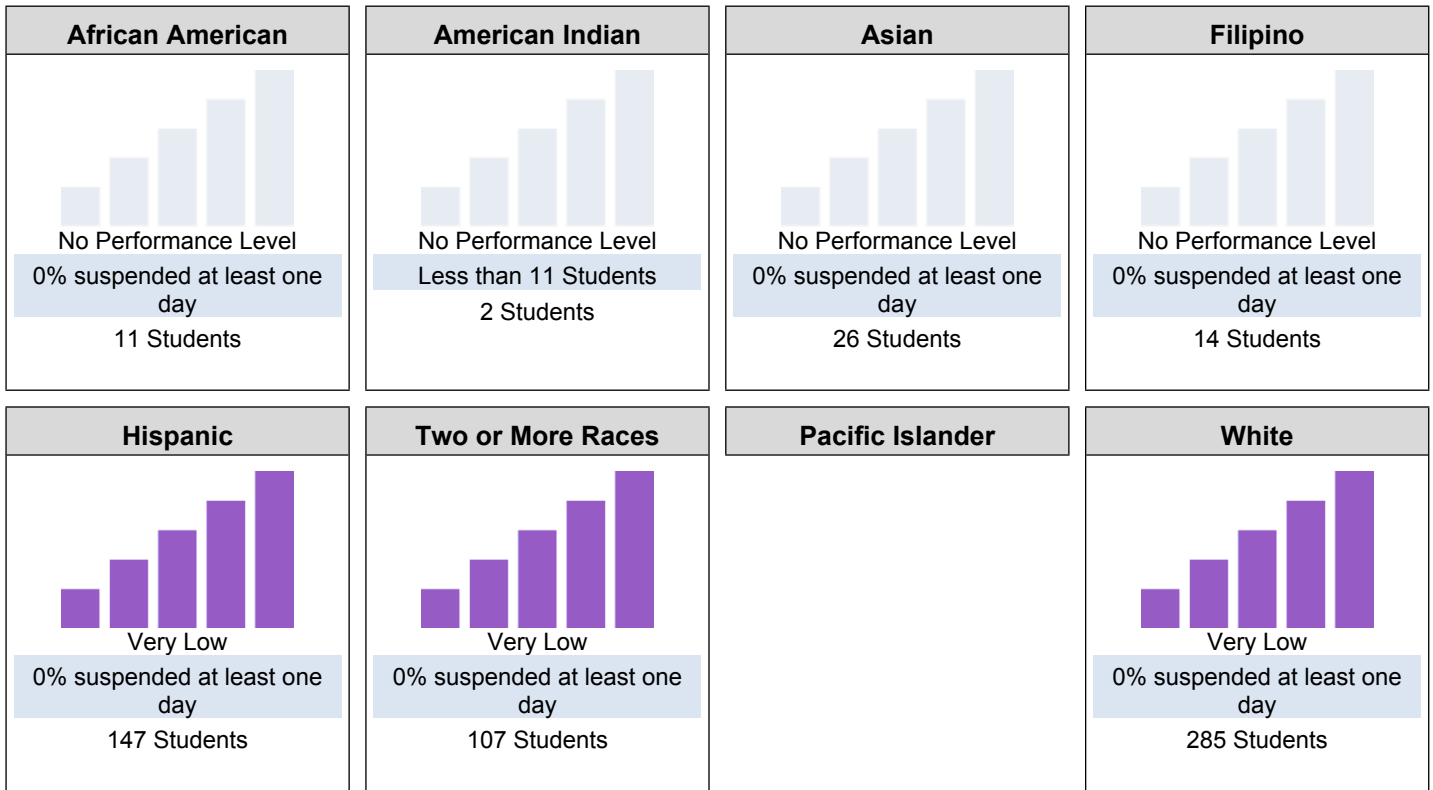 African American
No Performance Level
0% suspended at least one
day
11 Students
American Indian
No Performance Level
Less than 11 Students
2 Students
Asian
No Performance Level
0% suspended at least one
day
26 Students
Filipino
No Performance Level
0% suspended at least one
day
14 Students
Hispanic
Very Low
0% suspended at least one
day
147 Students
Two or More Races
Very Low
0% suspended at least one
day
107 Students
Pacific Islander
White
Very Low
0% suspended at least one
day
285 Students